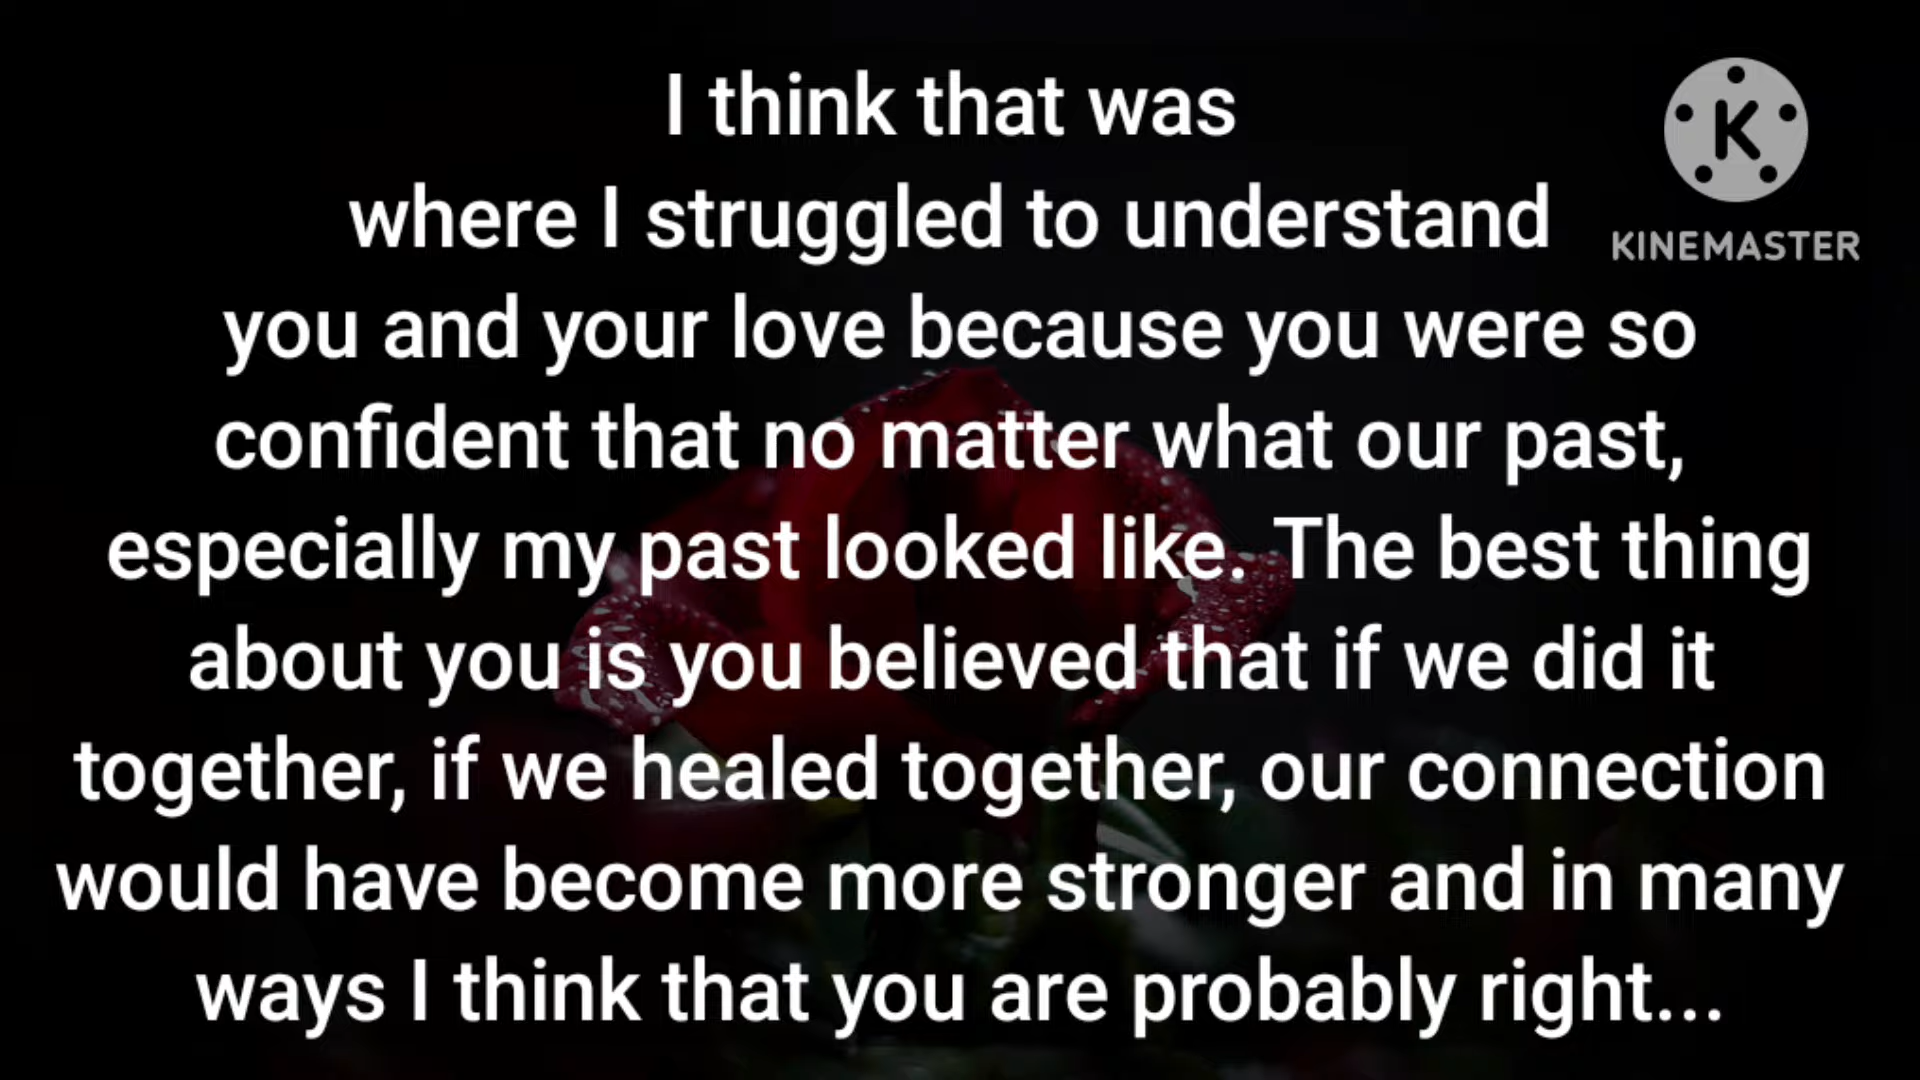 I think that was
where I struggled to understand
you and your love because you were so
confident that no matter what our past,
especially my past looked like. The best thing
about you is you believed that if we did it
together, if we healed together, our connection
would have become more stronger and in many
ways I think that you are probably right...
K
KINEMASTER